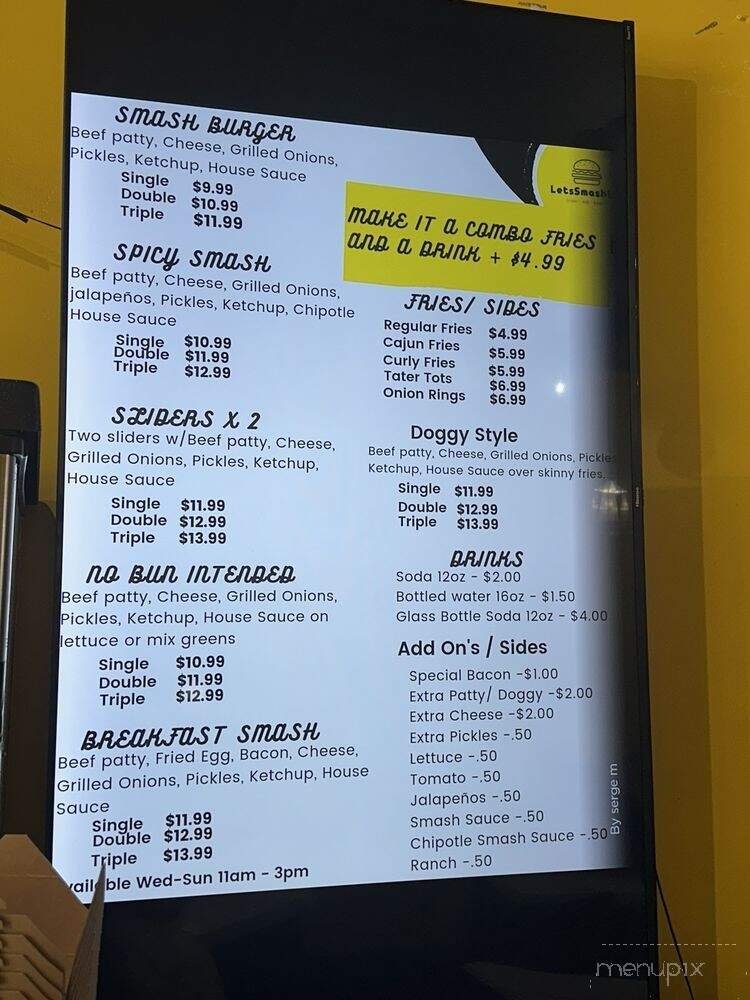 SMASH BURGER
Beef patty, Cheese, Grilled Onions,
Pickles, Ketchup, House Sauce
Single $9.99
Double $10.99
Triple $11.99
SPICY SMASH
Beef patty, Cheese, Grilled Onions,
jalapeños, Pickles, Ketchup, Chipotle
House Sauce
Single $10.99
Double $11.99
Triple $12.99
SLIDERS X 2
Two sliders w/Beef patty, Cheese,
Grilled Onions, Pickles, Ketchup,
House Sauce
Single $11.99
Double $12.99
Triple $13.99
NO BUN INTENDED
Beef patty, Cheese, Grilled Onions,
Pickles, Ketchup, House Sauce on
lettuce or mix greens
Single $10.99
Double $11.99
Triple $12.99
BREAKFAST SMASH
Beef patty, Fried Egg, Bacon, Cheese,
Grilled Onions, Pickles, Ketchup, House
Sauce
Single $11.99
Double $12.99
Triple $13.99
Wed-Sun 11am - 3pm
LetsSmash
MAKE IT A COMBO FRIES
AND A DRINK + $4.99
FRIES/ SIDES
Regular Fries $4.99
Cajun Fries $5.99
Curly Fries $5.99
Tater Tots $6.99
Onion Rings $6.99
Doggy Style
Beef patty, Cheese, Grilled Onions, Pickles
Ketchup, House Sauce over skinny fries.
Single $11.99
Double $12.99
Triple $13.99
DRINKS
Soda 12oz - $2.00
Bottled water 16oz - $1.50
Glass Bottle Soda 12oz - $4.00
Add On's / Sides
Special Bacon -$1.00
Extra Patty/ Doggy -$2.00
Extra Cheese -$2.00
Extra Pickles -.50
Lettuce -.50
Tomato -.50
Jalapeños -.50
Smash Sauce -.50
Chipotle Smash Sauce -.50
Ranch -.50
By serge m
Hisense
menupix